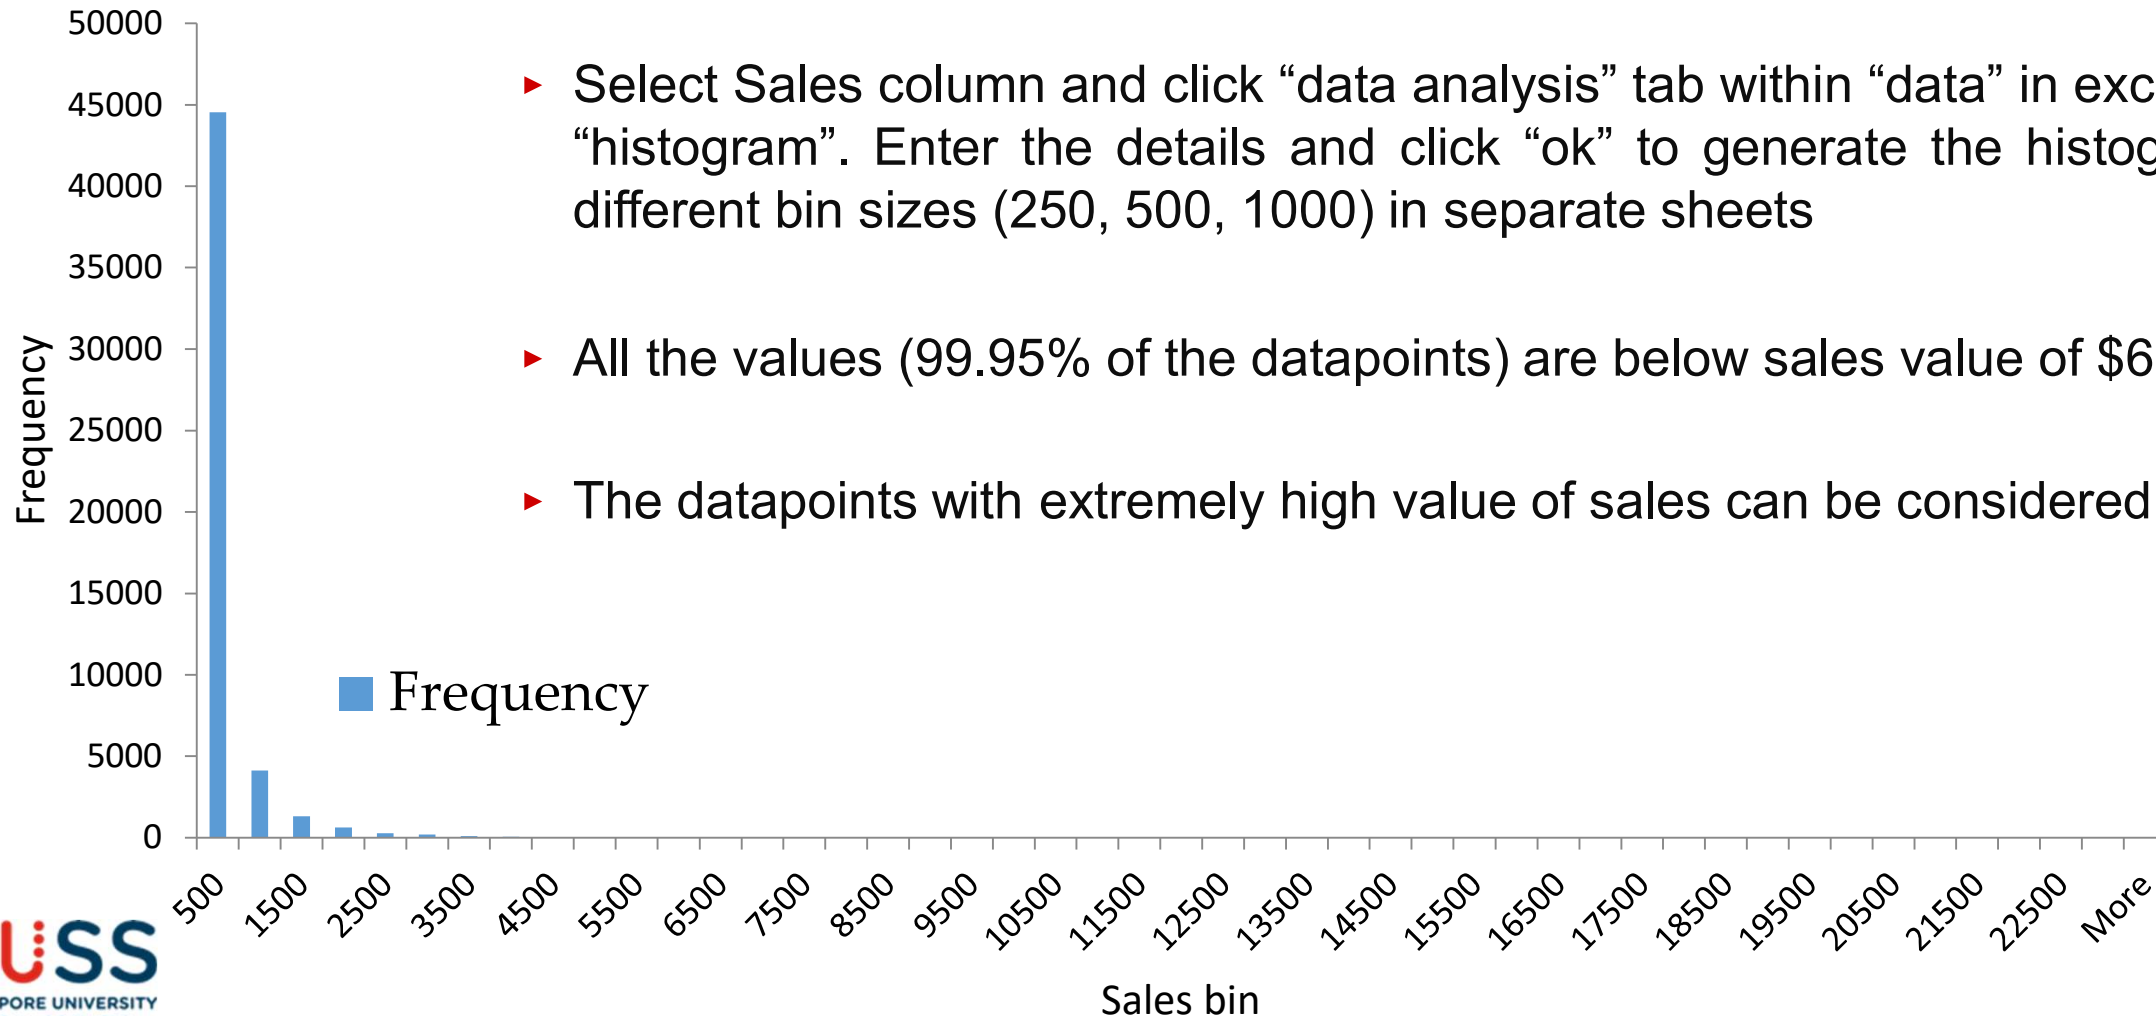 50000
45000
40000
35000
30000
25000
20000
15000
10000
5000
0
Frequency
► Select Sales column and click “data analysis” tab within “data” in exc
“histogram”. Enter the details and click “ok” to generate the histog
different bin sizes (250, 500, 1000) in separate sheets
► All the values (99.95% of the datapoints) are below sales value of $6
► The datapoints with extremely high value of sales can be considered
Frequency
500 1500 2500 3500 4500 5500 6500 7500 8500 9500 10500 11500 12500 13500 14500 15500 16500 17500 18500 19500 20500 21500 22500 More
Sales bin
USS
PORE UNIVERSITY